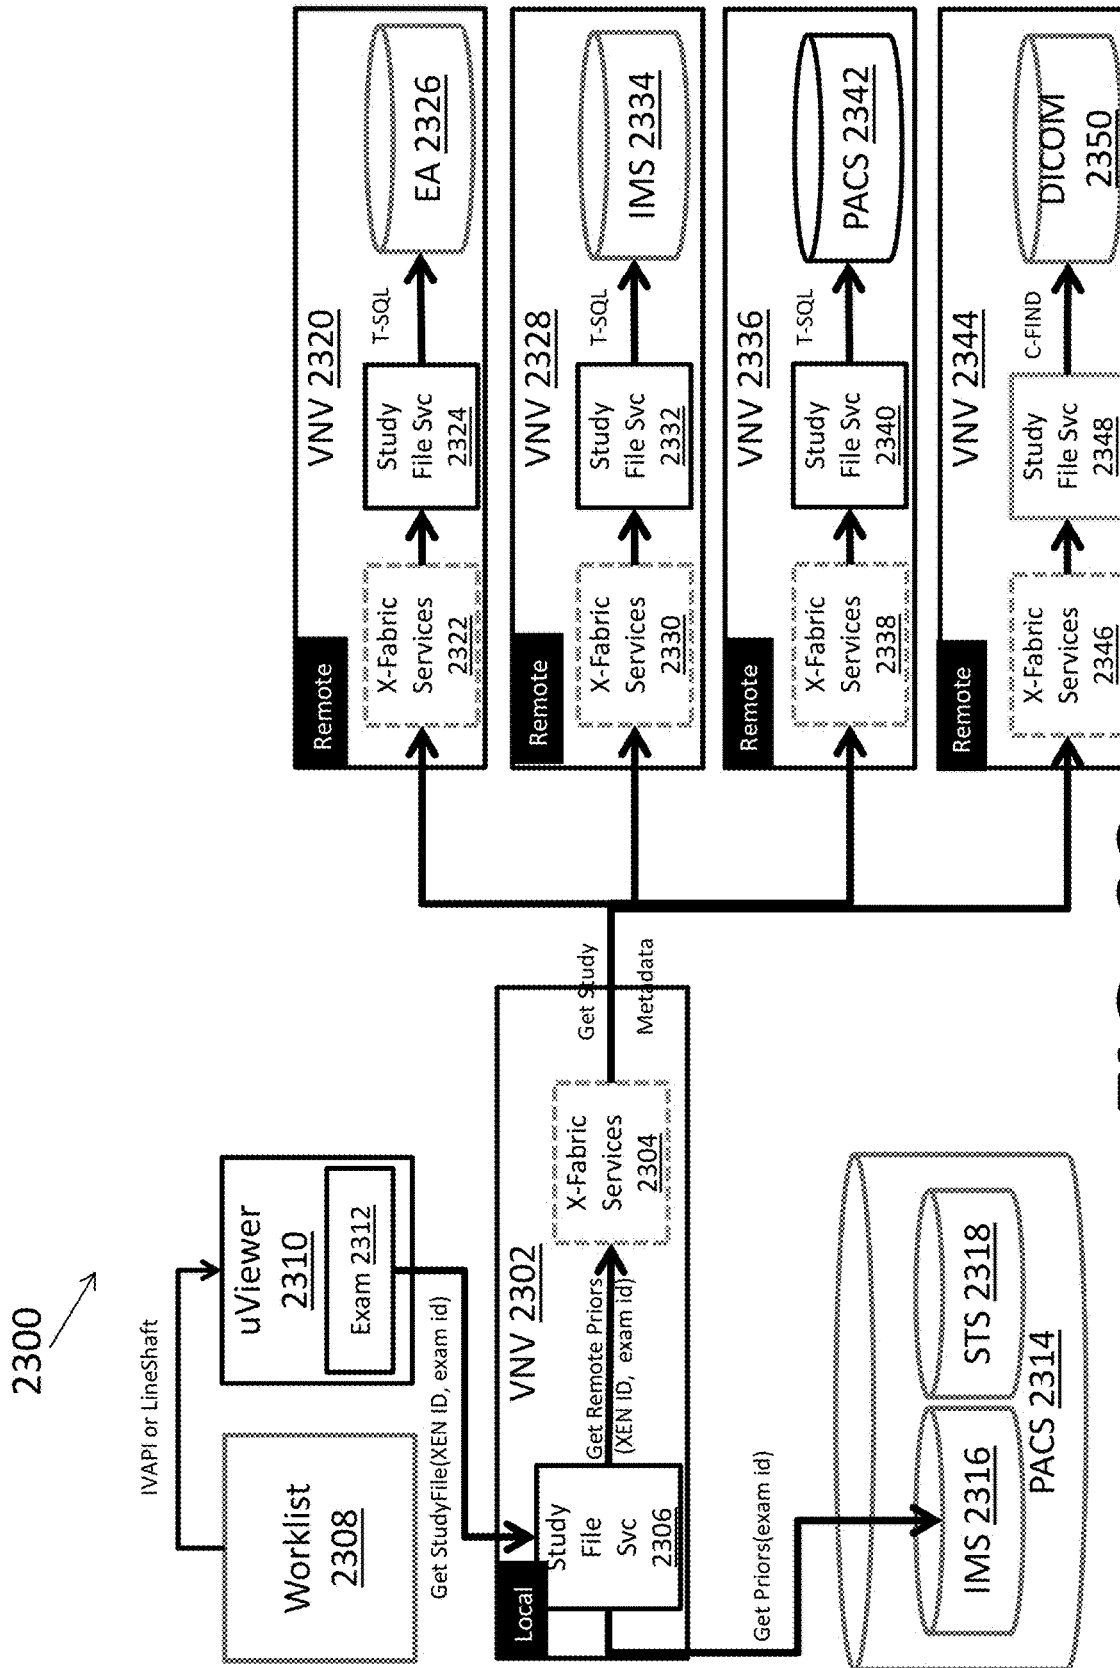 2300
IVAPI or LineShaft
Worklist
2308
uViewer
2310
Exam 2312
Get StudyFile(XEN ID, exam id)
Local
VNV 2302
Study
File
Svc
2306
Get Remote Priors
(XEN ID, exam id)
X-Fabric
Services
2304
Get Study
Metadata
Get Priors(exam id)
IMS 2316
STS 2318
PACS 2314
Remote
VNV 2320
X-Fabric
Services
2322
Study
File Svc
2324
T-SQL
EA 2326
Remote
VNV 2328
X-Fabric
Services
2330
Study
File Svc
2332
T-SQL
IMS 2334
Remote
VNV 2336
X-Fabric
Services
2338
Study
File Svc
2340
T-SQL
PACS 2342
Remote
VNV 2344
X-Fabric
Services
2346
Study
File Svc
2348
C-FIND
DICOM
2350